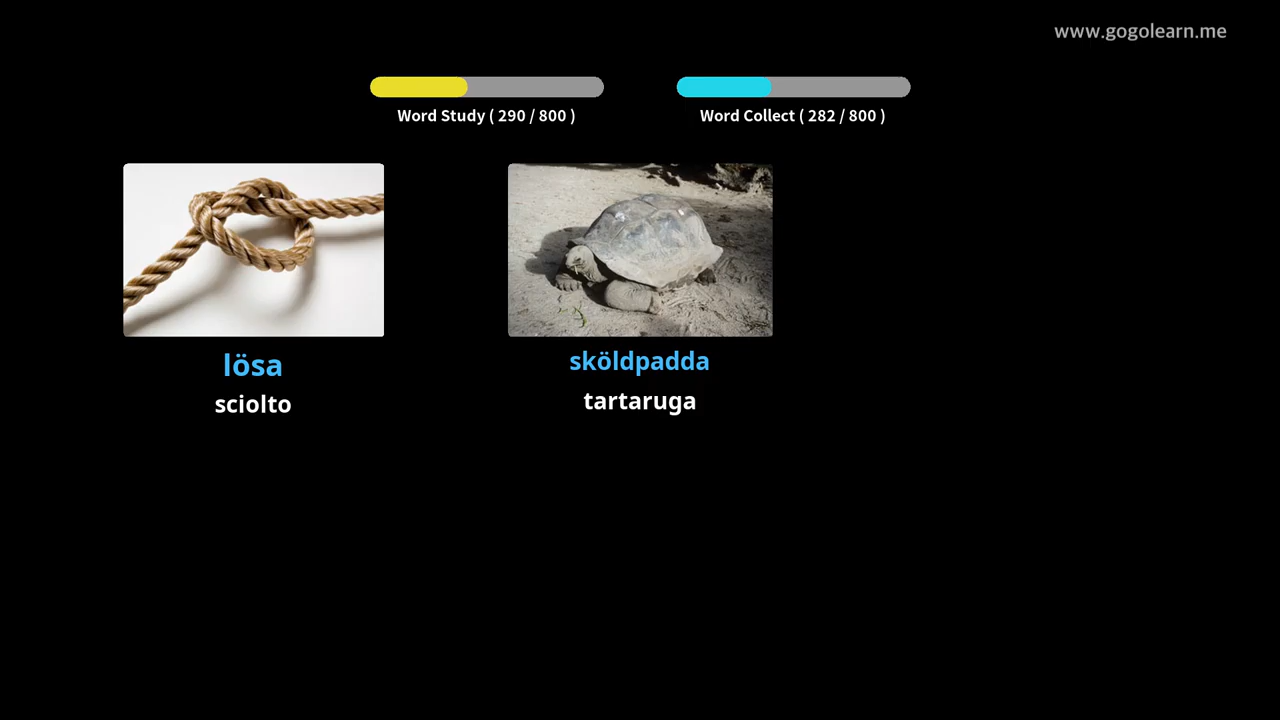 www.gogolearn.me
Word Study ( 290 / 800 )
Word Collect ( 282 / 800 )
lösa
sciolto
sköldpadda
tartaruga